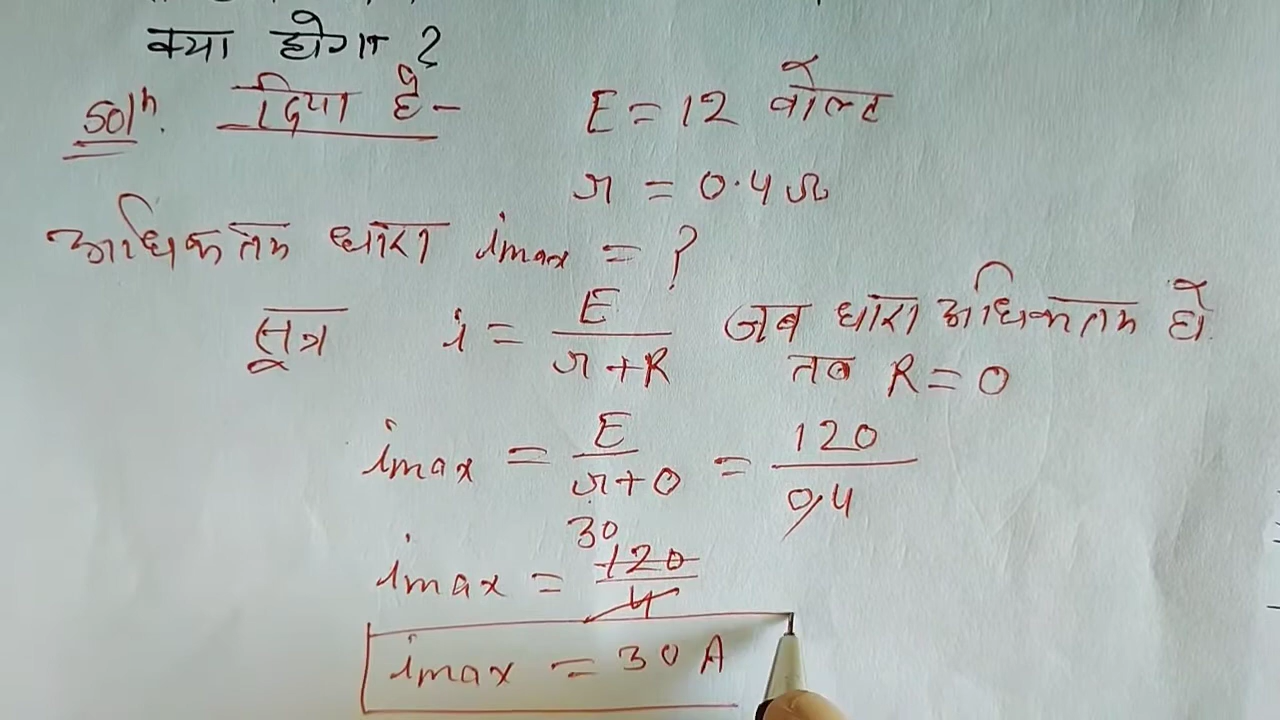 क्या होगा ?
Solⁿ. दिया है- E = 12 वोल्ट
r = 0.4 Ω
अधिकतम धारा imax = ?
सूत्र i = E / r+R जब धारा अधिकतम हो
तब R = 0
imax = E / r+0 = 120 / 0,4
30
imax = 120 / 4
imax = 30 A